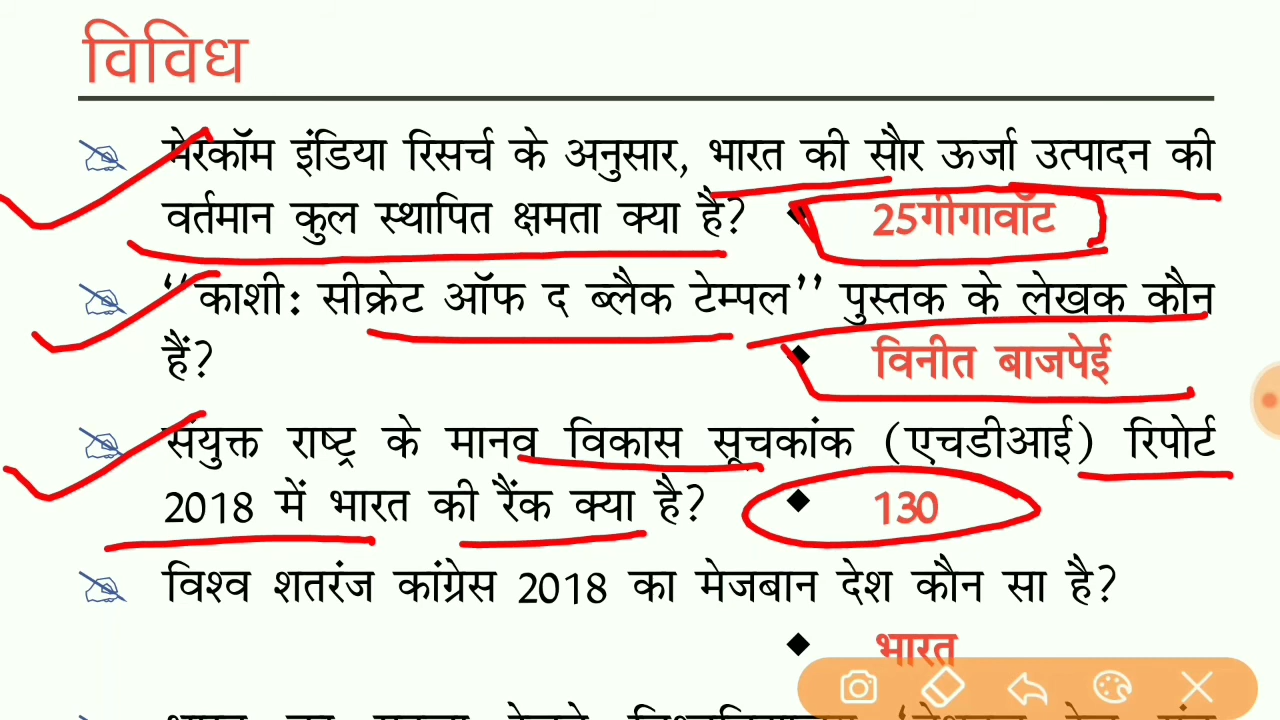 विविध
मेरकॉम इंडिया रिसर्च के अनुसार, भारत की सौर ऊर्जा उत्पादन की
वर्तमान कुल स्थापित क्षमता क्या है? ◆ 25गीगावॉट
“काशी: सीक्रेट ऑफ द ब्लैक टेम्पल” पुस्तक के लेखक कौन
हैं? ◆ विनीत बाजपेई
संयुक्त राष्ट्र के मानव विकास सूचकांक (एचडीआई) रिपोर्ट
2018 में भारत की रैंक क्या है? ◆ 130
विश्व शतरंज कांग्रेस 2018 का मेजबान देश कौन सा है?
◆ भारत